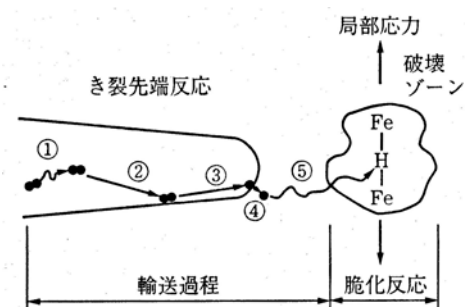 局部応力
破壊
ゾーン
き裂先端反応
Fe
H
Fe
①
②
③
④
⑤
輸送過程
脆化反応